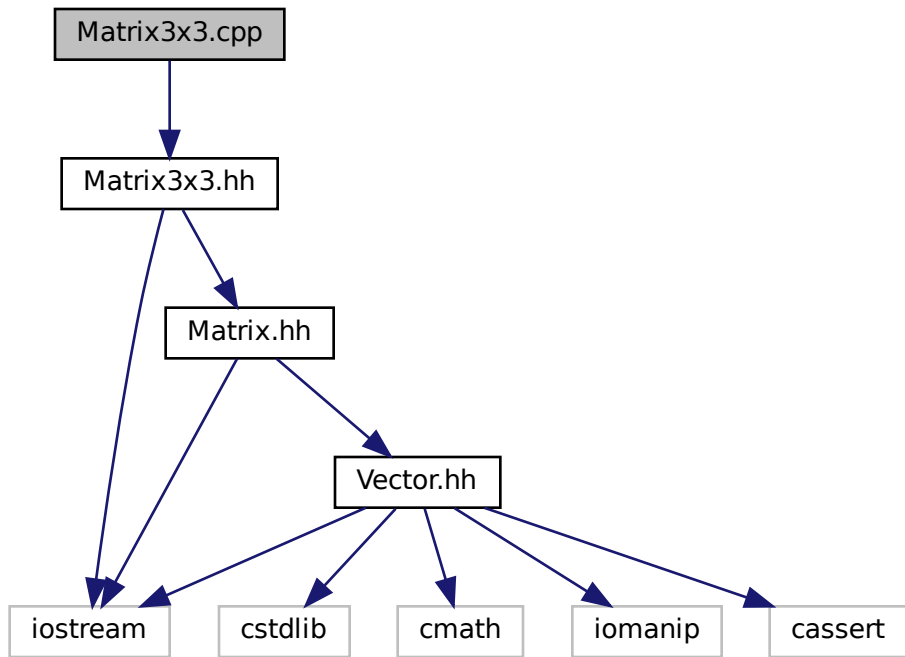 Matrix3x3.cpp
Matrix3x3.hh
Matrix.hh
Vector.hh
iostream
cstdlib
cmath
iomanip
cassert